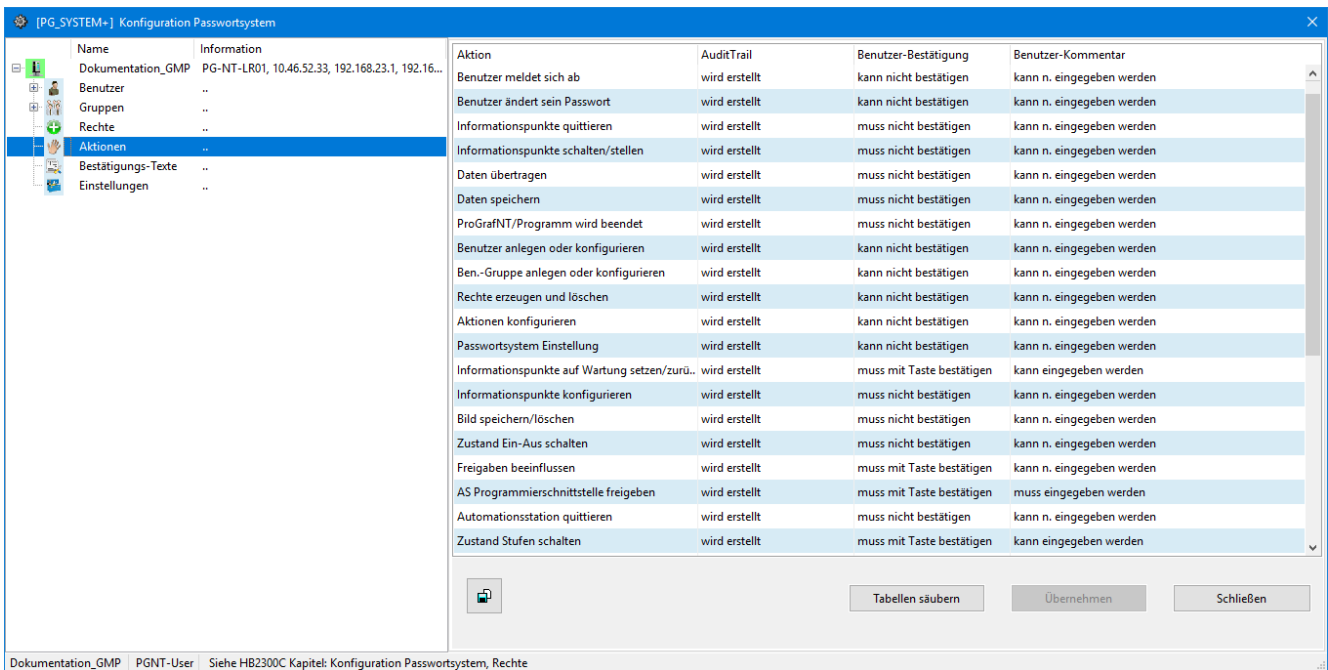 [PG_SYSTEM+] Konfiguration Passwortsystem
Name Information
Dokumentation_GMP PG-NT-LR01, 10.46.52.33, 192.168.23.1, 192.16...
Benutzer ..
Gruppen ..
Rechte ..
Aktionen ..
Bestätigungs-Texte ..
Einstellungen ..
Aktion AuditTrail Benutzer-Bestätigung Benutzer-Kommentar
Benutzer meldet sich ab wird erstellt kann nicht bestätigen kann n. eingegeben werden
Benutzer ändert sein Passwort wird erstellt kann nicht bestätigen kann n. eingegeben werden
Informationspunkte quittieren wird erstellt muss nicht bestätigen kann n. eingegeben werden
Informationspunkte schalten/stellen wird erstellt muss nicht bestätigen kann n. eingegeben werden
Daten übertragen wird erstellt muss nicht bestätigen kann n. eingegeben werden
Daten speichern wird erstellt muss nicht bestätigen kann n. eingegeben werden
ProGrafNT/Programm wird beendet wird erstellt muss nicht bestätigen kann n. eingegeben werden
Benutzer anlegen oder konfigurieren wird erstellt kann nicht bestätigen kann n. eingegeben werden
Ben.-Gruppe anlegen oder konfigurieren wird erstellt kann nicht bestätigen kann n. eingegeben werden
Rechte erzeugen und löschen wird erstellt kann nicht bestätigen kann n. eingegeben werden
Aktionen konfigurieren wird erstellt kann nicht bestätigen kann n. eingegeben werden
Passwortsystem Einstellung wird erstellt kann nicht bestätigen kann n. eingegeben werden
Informationspunkte auf Wartung setzen/zurü.. wird erstellt muss mit Taste bestätigen kann eingegeben werden
Informationspunkte konfigurieren wird erstellt muss nicht bestätigen kann n. eingegeben werden
Bild speichern/löschen wird erstellt muss nicht bestätigen kann n. eingegeben werden
Zustand Ein-Aus schalten wird erstellt muss nicht bestätigen kann n. eingegeben werden
Freigaben beeinflussen wird erstellt muss mit Taste bestätigen kann n. eingegeben werden
AS Programmierschnittstelle freigeben wird erstellt muss mit Taste bestätigen muss eingegeben werden
Automationsstation quittieren wird erstellt muss nicht bestätigen kann n. eingegeben werden
Zustand Stufen schalten wird erstellt muss mit Taste bestätigen kann eingegeben werden
Tabellen säubern Übernehmen Schließen
Dokumentation_GMP PGNT-User Siehe HB2300C Kapitel: Konfiguration Passwortsystem, Rechte